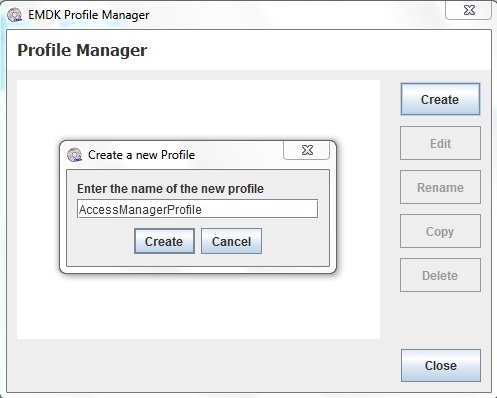 EMDK Profile Manager
Profile Manager
Create
Edit
Rename
Copy
Delete
Close
Create a new Profile
Enter the name of the new profile
AccessManagerProfile
Create Cancel